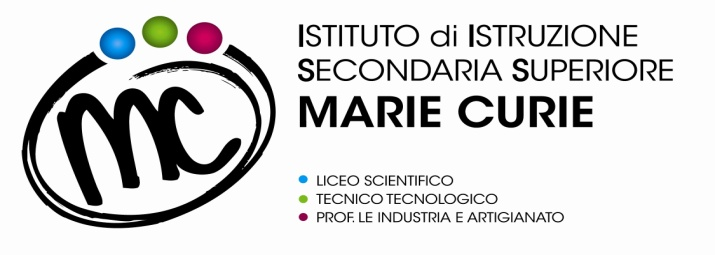 mc
ISTITUTO di ISTRUZIONE
SECONDARIA SUPERIORE
MARIE CURIE
LICEO SCIENTIFICO
TECNICO TECNOLOGICO
PROF. LE INDUSTRIA E ARTIGIANATO